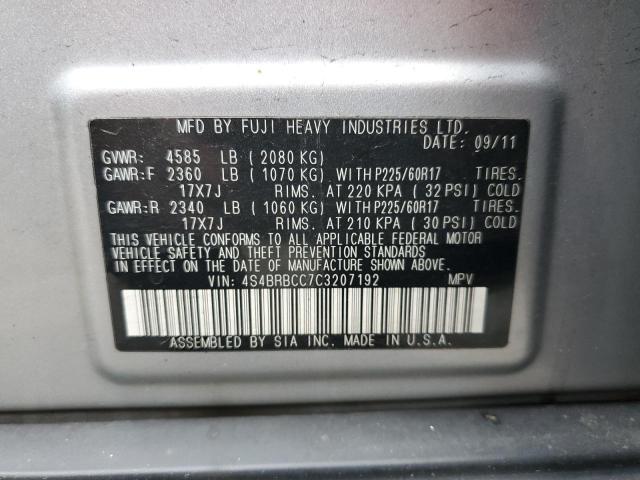 MFD BY FUJI HEAVY INDUSTRIES LTD.
DATE: 09/11
GVWR: 4585 LB ( 2080 KG)
GAWR:F 2360 LB ( 1070 KG) WITH P225/60R17 TIRES.
17X7J RIMS. AT 220 KPA ( 32 PSI) COLD
GAWR:R 2340 LB ( 1060 KG) WITH P225/60R17 TIRES.
17X7J RIMS. AT 210 KPA ( 30 PSI) COLD
THIS VEHICLE CONFORMS TO ALL APPLICABLE FEDERAL MOTOR
VEHICLE SAFETY AND THEFT PREVENTION STANDARDS
IN EFFECT ON THE DATE OF MANUFACTURE SHOWN ABOVE.
VIN: 4S4BRBCC7C3207192 MPV
ASSEMBLED BY SIA INC. MADE IN U.S.A.